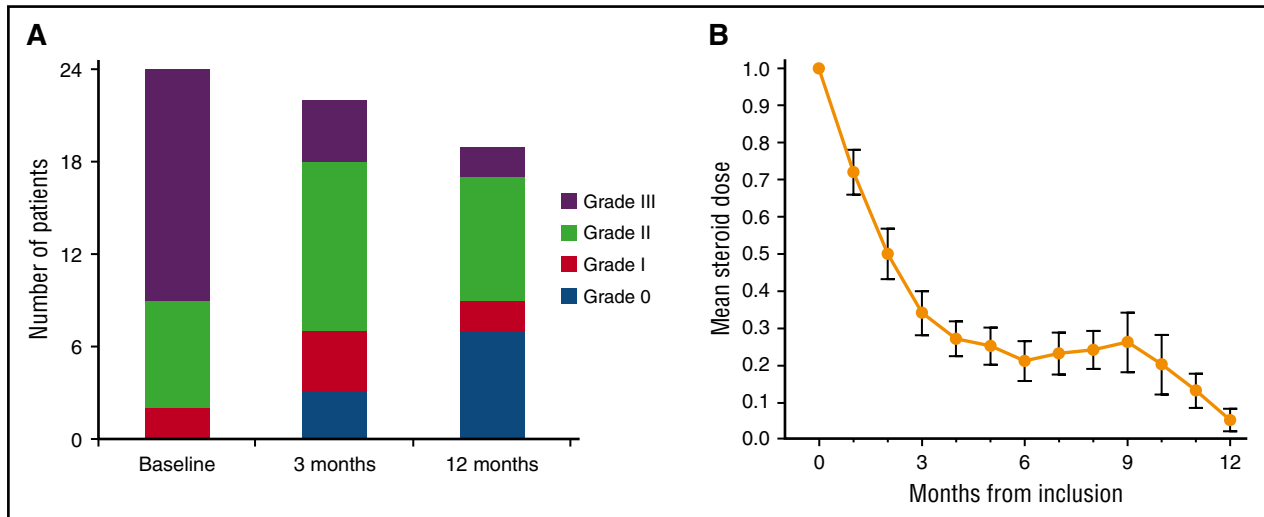 A
Number of patients
24
18
12
6
0
Baseline 3 months 12 months
Grade III
Grade II
Grade I
Grade 0
B
Mean steroid dose
1.0
0.9
0.8
0.7
0.6
0.5
0.4
0.3
0.2
0.1
0.0
0 3 6 9 12
Months from inclusion